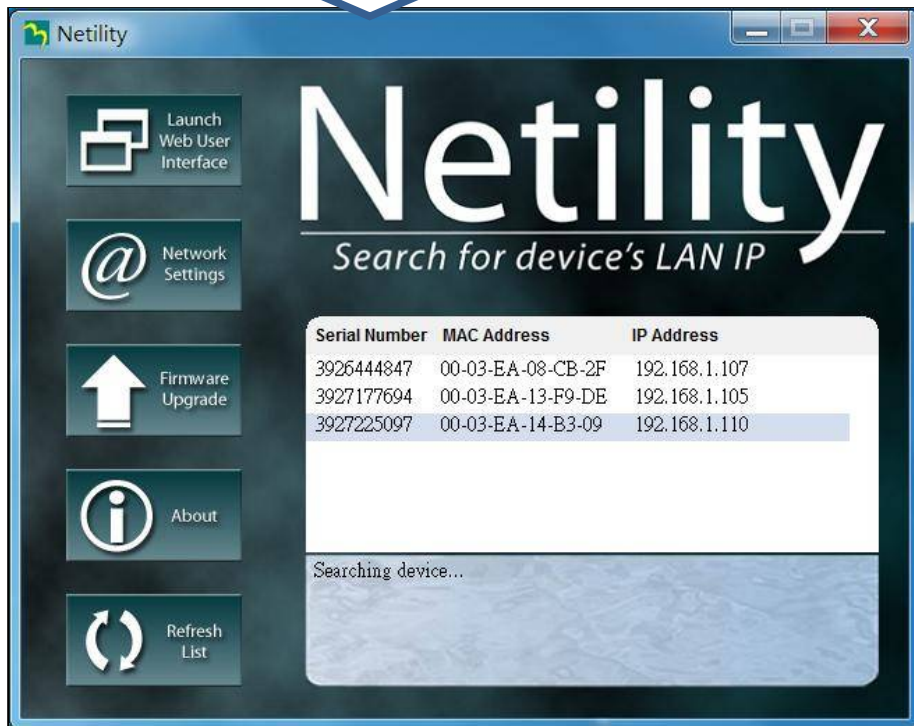 Netility
X
Launch
Web User
Interface
Network
Settings
Firmware
Upgrade
About
Refresh
List
Netility
Search for device's LAN IP
Serial Number MAC Address IP Address
3926444847 00-03-EA-08-CB-2F 192.168.1.107
3927177694 00-03-EA-13-F9-DE 192.168.1.105
3927225097 00-03-EA-14-B3-09 192.168.1.110
Searching device...